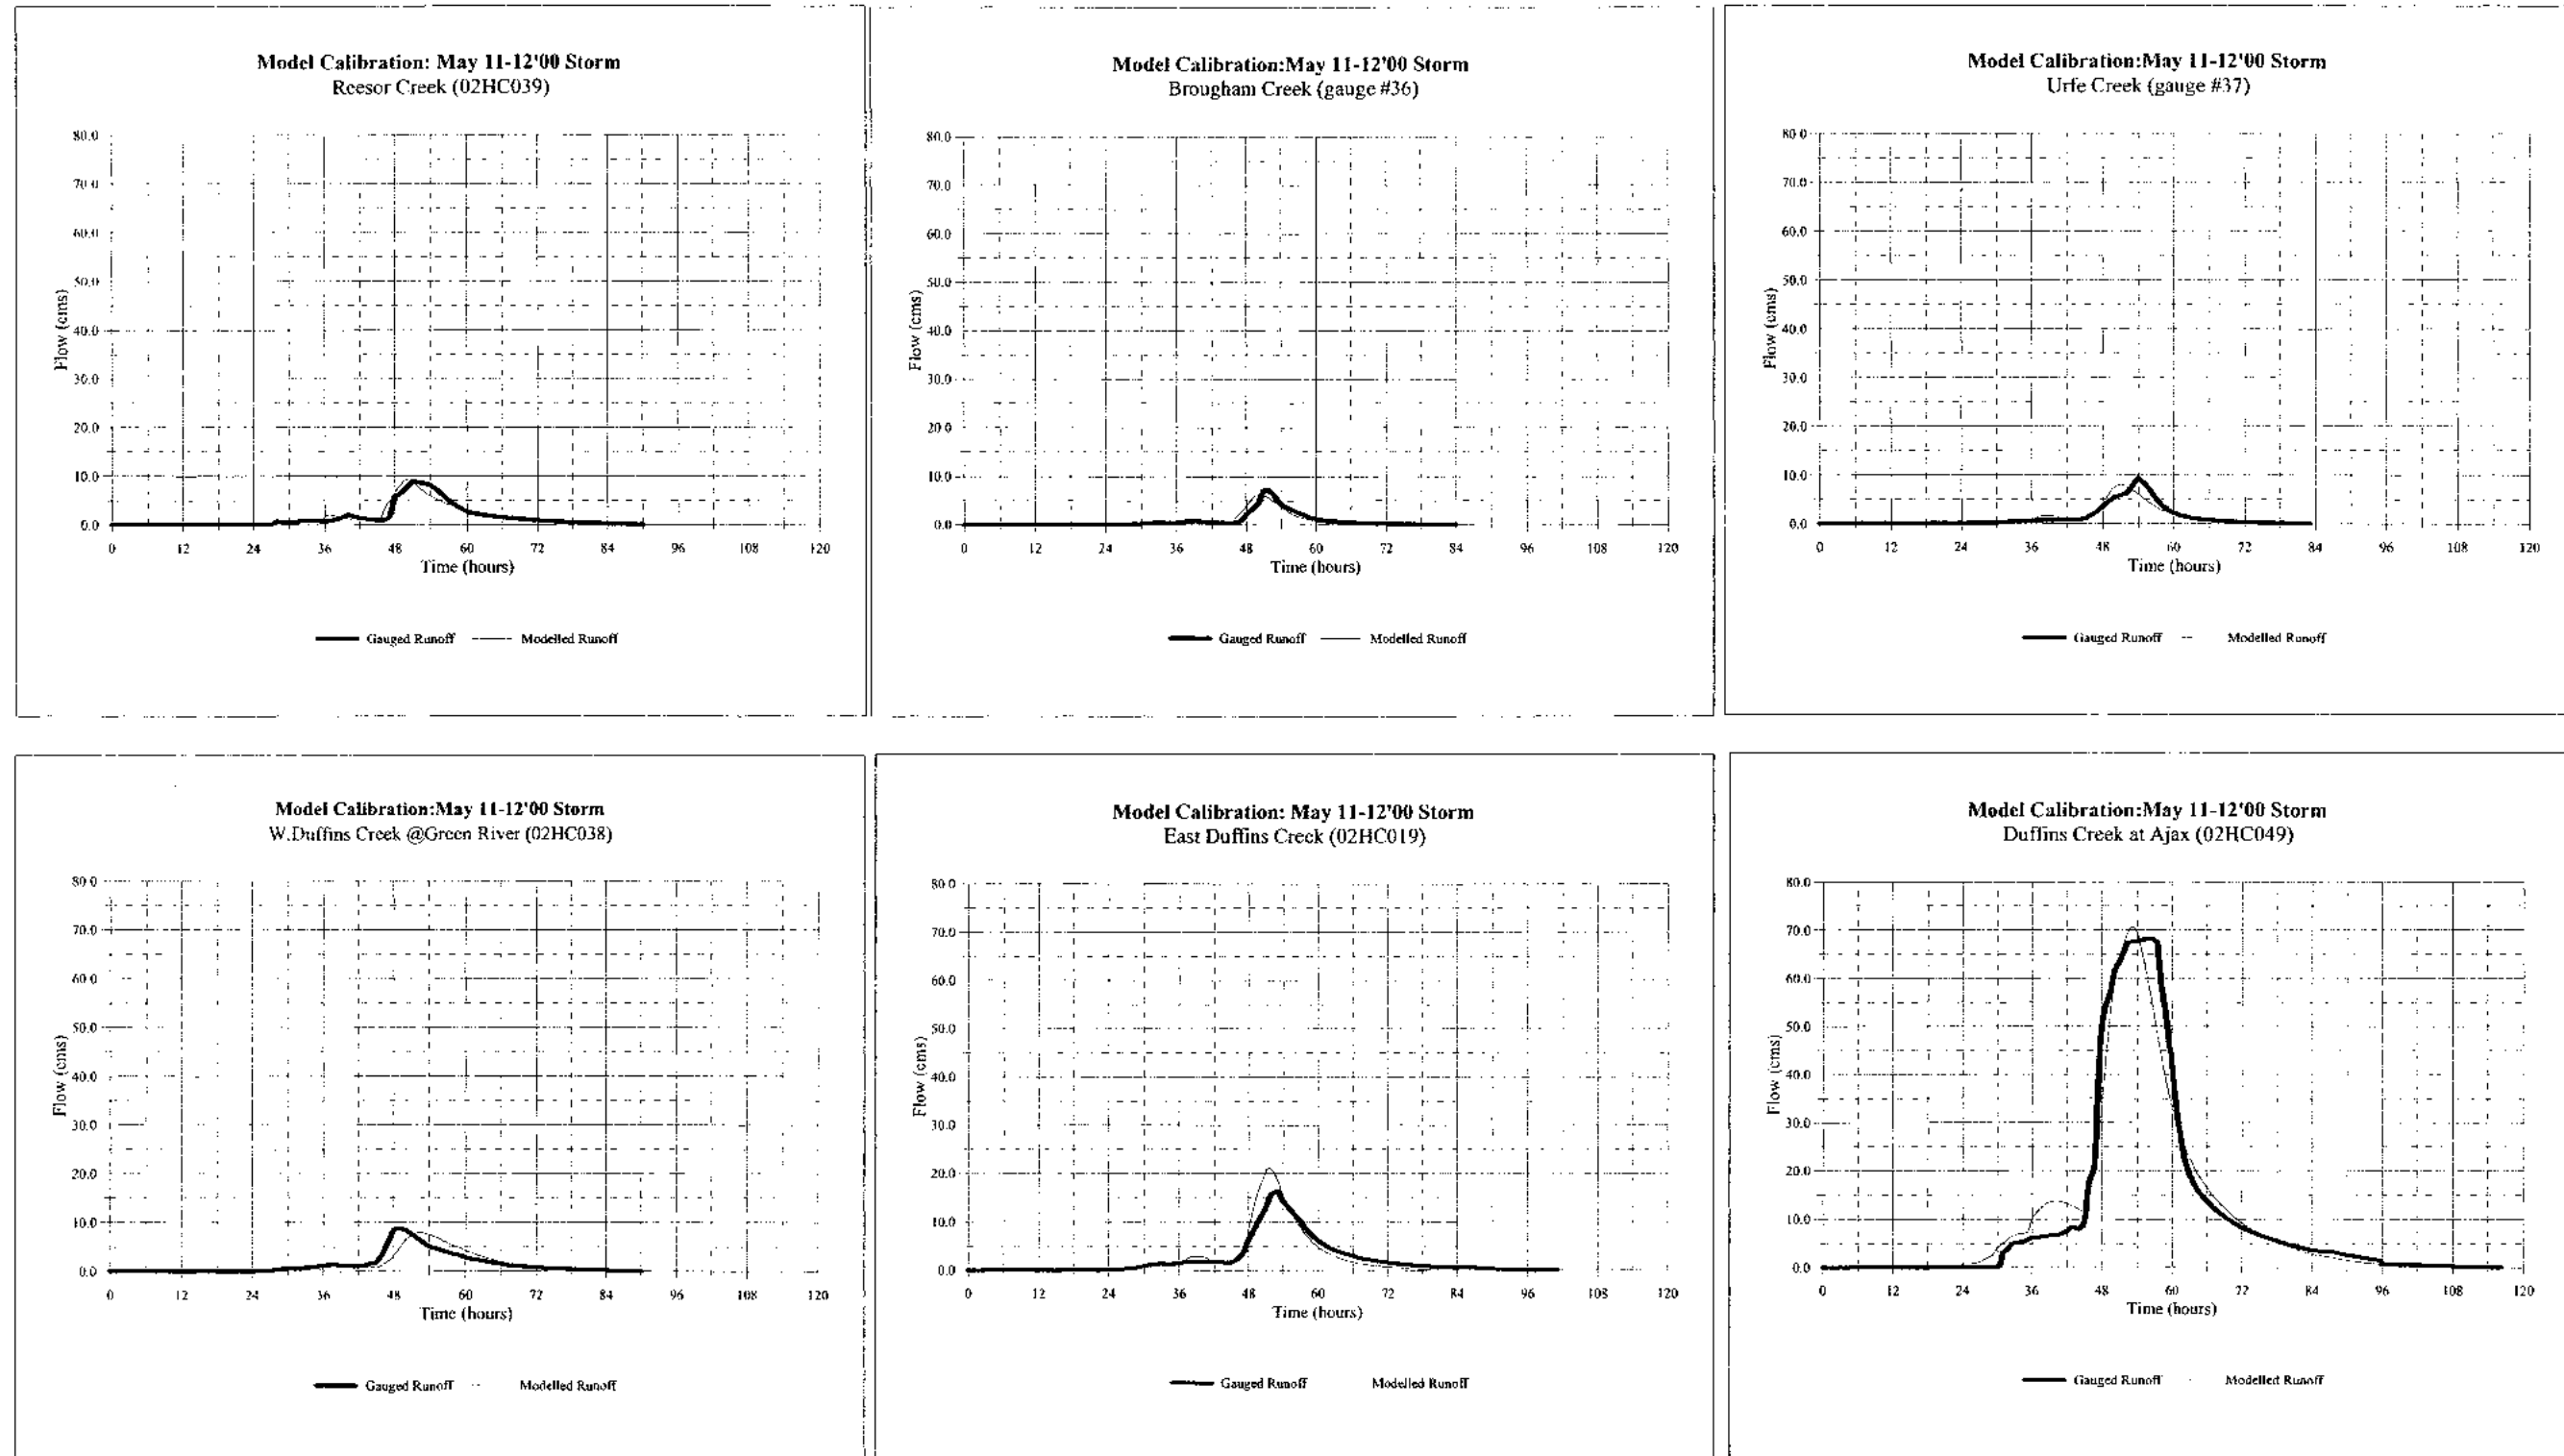 Model Calibration: May 11-12'00 Storm
Reesor Creek (02HC039)
80.0
70.0
60.0
50.0
40.0
30.0
20.0
10.0
0.0
Flow (cms)
0 12 24 36 48 60 72 84 96 108 120
Time (hours)
Gauged Runoff Modelled Runoff
Model Calibration:May 11-12'00 Storm
Brougham Creek (gauge #36)
80.0
70.0
60.0
50.0
40.0
30.0
20.0
10.0
0.0
Flow (cms)
0 12 24 36 48 60 72 84 96 108 120
Time (hours)
Gauged Runoff Modelled Runoff
Model Calibration:May 11-12'00 Storm
Urfe Creek (gauge #37)
80.0
70.0
60.0
50.0
40.0
30.0
20.0
10.0
0.0
Flow (cms)
0 12 24 36 48 60 72 84 96 108 120
Time (hours)
Gauged Runoff Modelled Runoff
Model Calibration:May 11-12'00 Storm
W.Duffins Creek @Green River (02HC038)
80.0
70.0
60.0
50.0
40.0
30.0
20.0
10.0
0.0
Flow (cms)
0 12 24 36 48 60 72 84 96 108 120
Time (hours)
Gauged Runoff Modelled Runoff
Model Calibration: May 11-12'00 Storm
East Duffins Creek (02HC019)
80.0
70.0
60.0
50.0
40.0
30.0
20.0
10.0
0.0
Flow (cms)
0 12 24 36 48 60 72 84 96 108 120
Time (hours)
Gauged Runoff Modelled Runoff
Model Calibration:May 11-12'00 Storm
Duffins Creek at Ajax (02HC049)
80.0
70.0
60.0
50.0
40.0
30.0
20.0
10.0
0.0
Flow (cms)
0 12 24 36 48 60 72 84 96 108 120
Time (hours)
Gauged Runoff Modelled Runoff